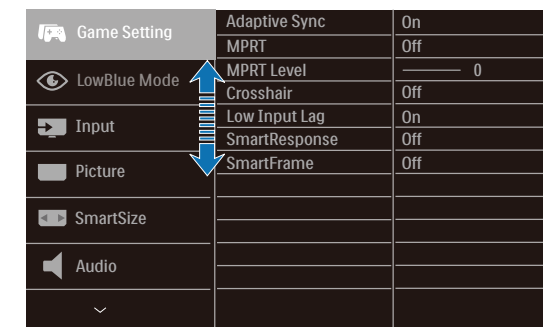 Game Setting
LowBlue Mode
Input
Picture
SmartSize
Audio
Adaptive Sync On
MPRT Off
MPRT Level 0
Crosshair Off
Low Input Lag On
SmartResponse Off
SmartFrame Off